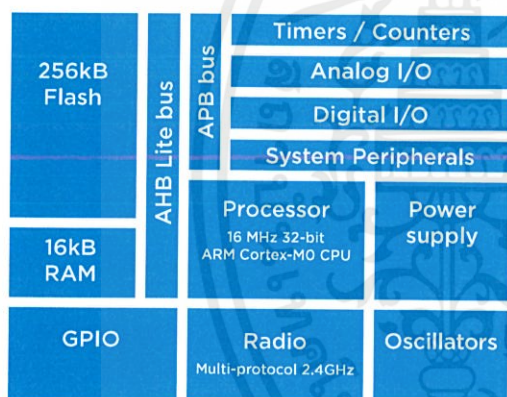 256kB
Flash
AHB Lite bus
APB bus
Timers / Counters
Analog I/O
Digital I/O
System Peripherals
16kB
RAM
Processor
16 MHz 32-bit
ARM Cortex-M0 CPU
Power
supply
GPIO
Radio
Multi-protocol 2.4GHz
Oscillators